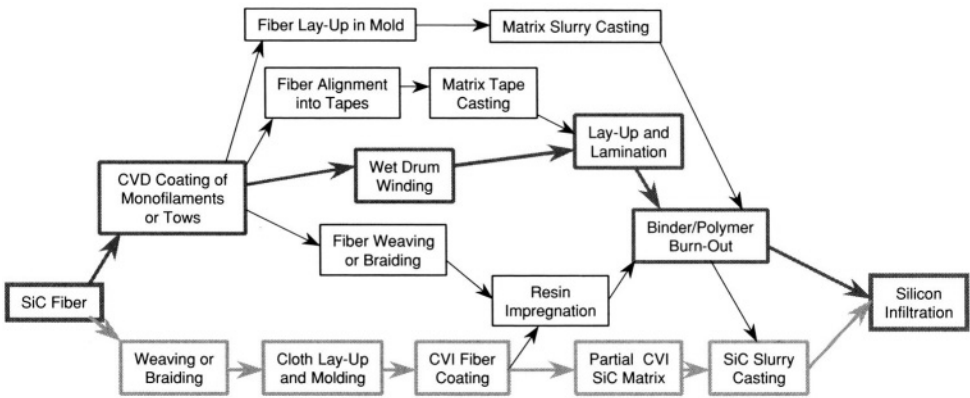 Fiber Lay-Up in Mold
Matrix Slurry Casting
Fiber Alignment
into Tapes
Matrix Tape
Casting
Lay-Up and
Lamination
CVD Coating of
Monofilaments
or Tows
Wet Drum
Winding
Binder/Polymer
Burn-Out
Fiber Weaving
or Braiding
SiC Fiber
Resin
Impregnation
Silicon
Infiltration
Weaving or
Braiding
Cloth Lay-Up
and Molding
CVI Fiber
Coating
Partial CVI
SiC Matrix
SiC Slurry
Casting